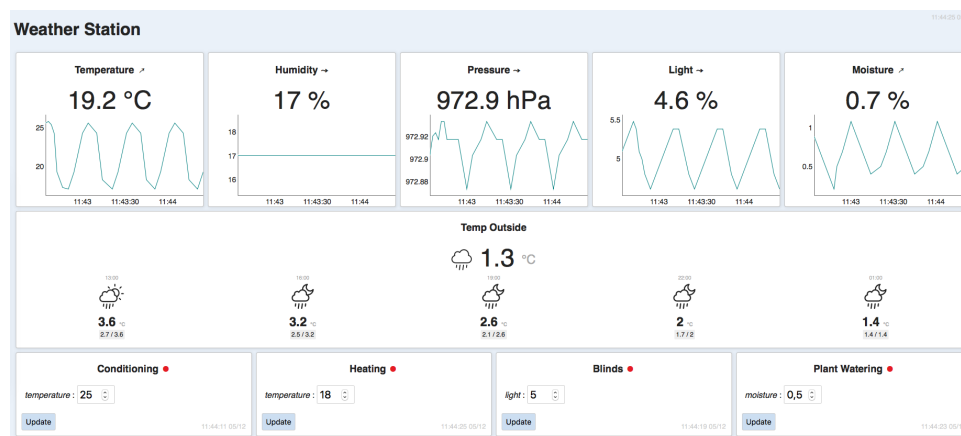 11:44:25 0
Weather Station
Temperature ↗
Humidity →
Pressure →
Light →
Moisture ↗
19.2 °C
17 %
972.9 hPa
4.6 %
0.7 %
25
20
11:43 11:43:30 11:44
18
17
16
11:43 11:43:30 11:44
972.92
972.9
972.88
11:43 11:43:30 11:44
5.5
5
11:43 11:43:30 11:44
1
0.5
11:43 11:43:30 11:44
Temp Outside
1.3 °C
13:00
3.6 °C
2.7 / 3.6
16:00
3.2 °C
2.5 / 3.2
19:00
2.6 °C
2.1 / 2.6
22:00
2 °C
1.7 / 2
01:00
1.4 °C
1.4 / 1.4
Conditioning
temperature : 25
Update
11:44:11 05/12
Heating
temperature : 18
Update
11:44:25 05/12
Blinds
light : 5
Update
11:44:19 05/12
Plant Watering
moisture : 0,5
Update
11:44:23 05/1